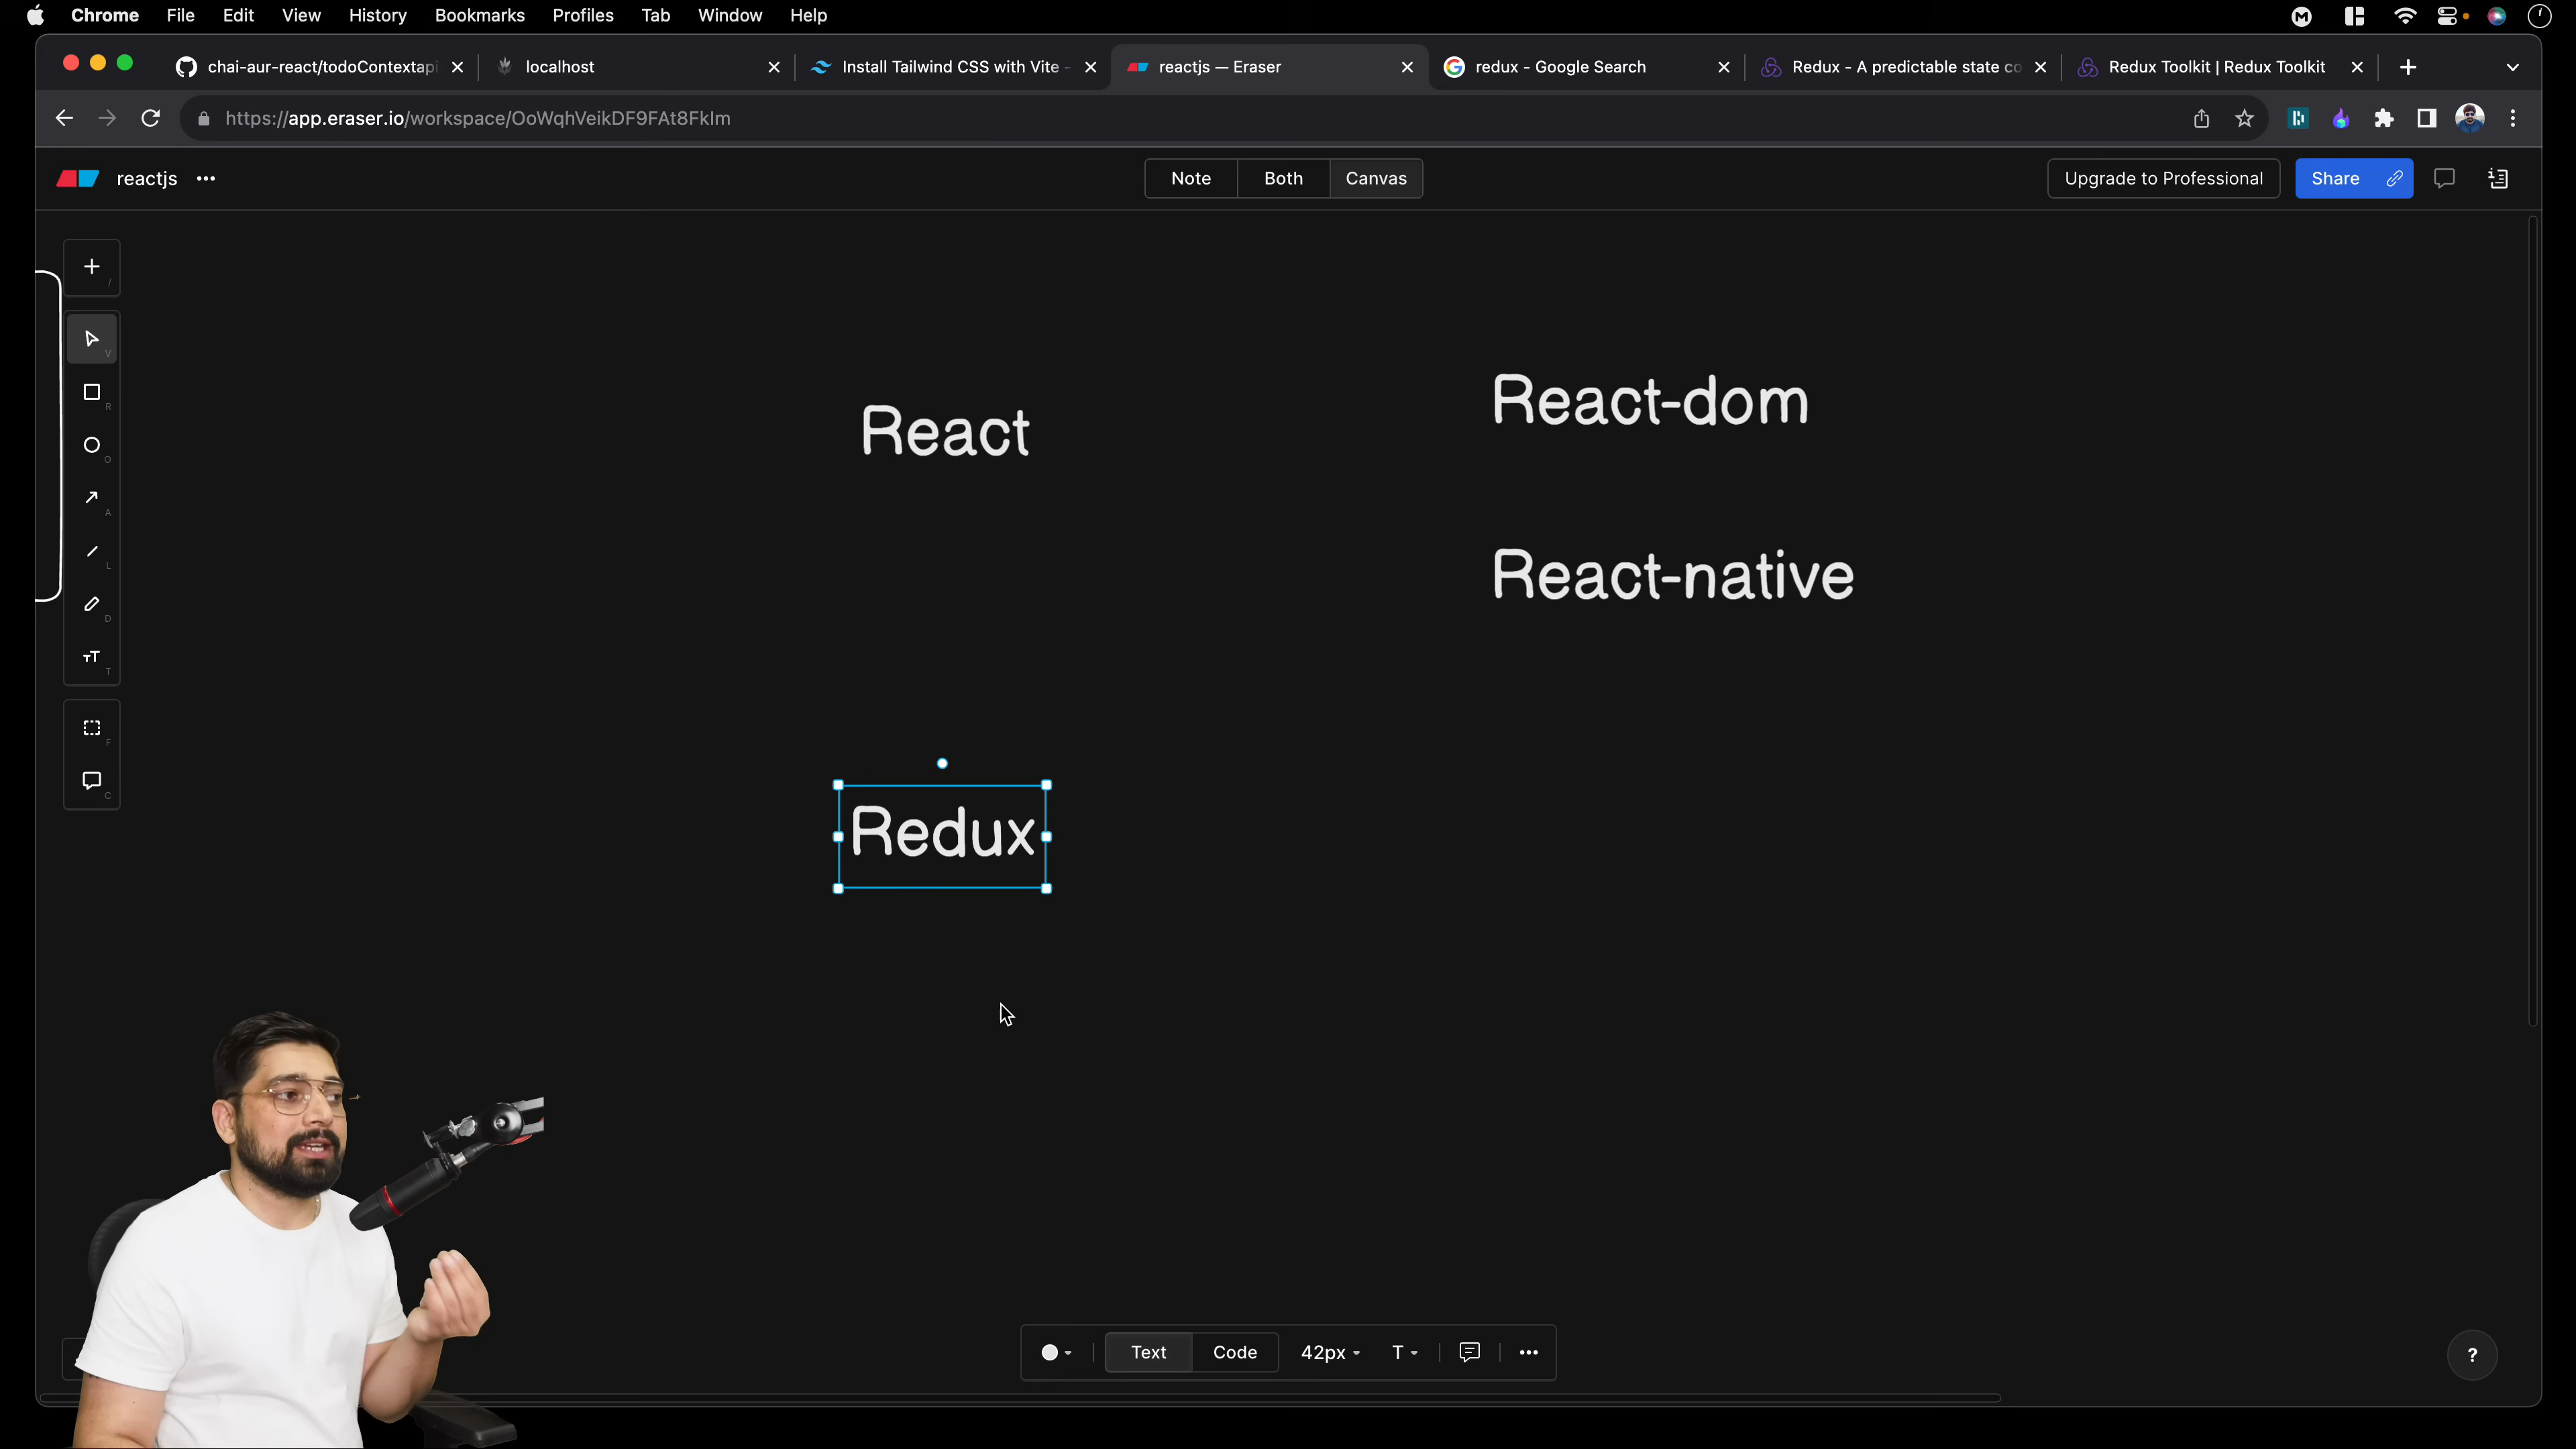 Chrome File Edit View History Bookmarks Profiles Tab Window Help
chai-aur-react/todoContextapi
localhost
Install Tailwind CSS with Vite -
reactjs — Eraser
redux - Google Search
Redux - A predictable state co
Redux Toolkit | Redux Toolkit
https://app.eraser.io/workspace/OoWqhVeikDF9FAt8FkIm
reactjs
Note Both Canvas
Upgrade to Professional
Share
/
V
R
O
A
L
D
TT
T
F
C
React
React-dom
React-native
Redux
Text Code 42px T
?